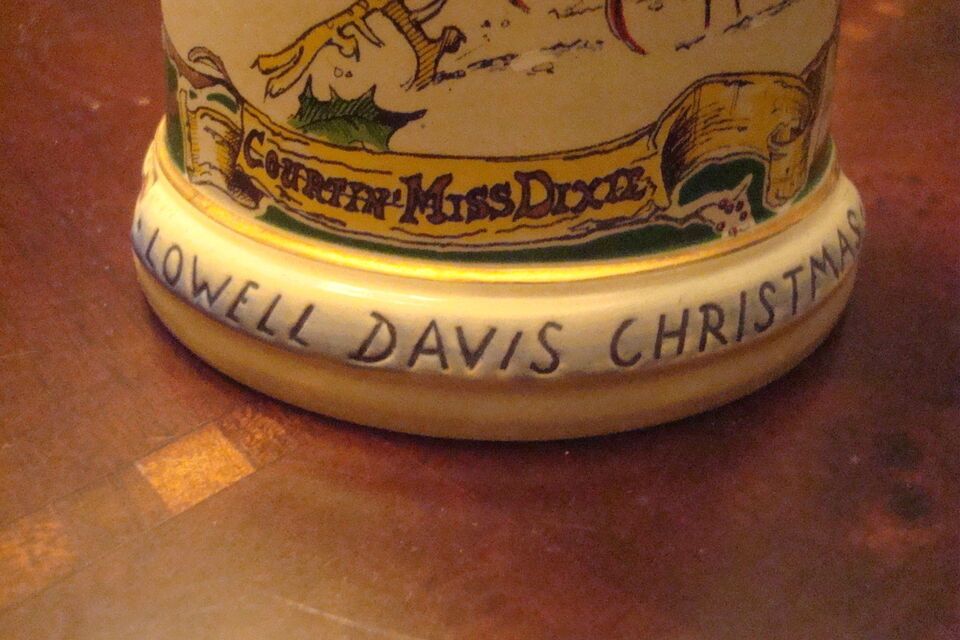 COURTIN' MISS DIXIE
LOWELL DAVIS CHRISTMAS